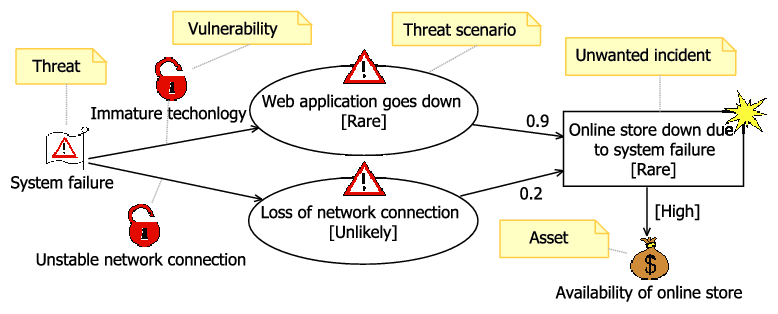 Vulnerability
Threat scenario
Threat
Unwanted incident
Immature techonlogy
Web application goes down
[Rare]
0.9
Online store down due
to system failure
[Rare]
System failure
Loss of network connection
[Unlikely]
0.2
[High]
Asset
Unstable network connection
$
Availability of online store